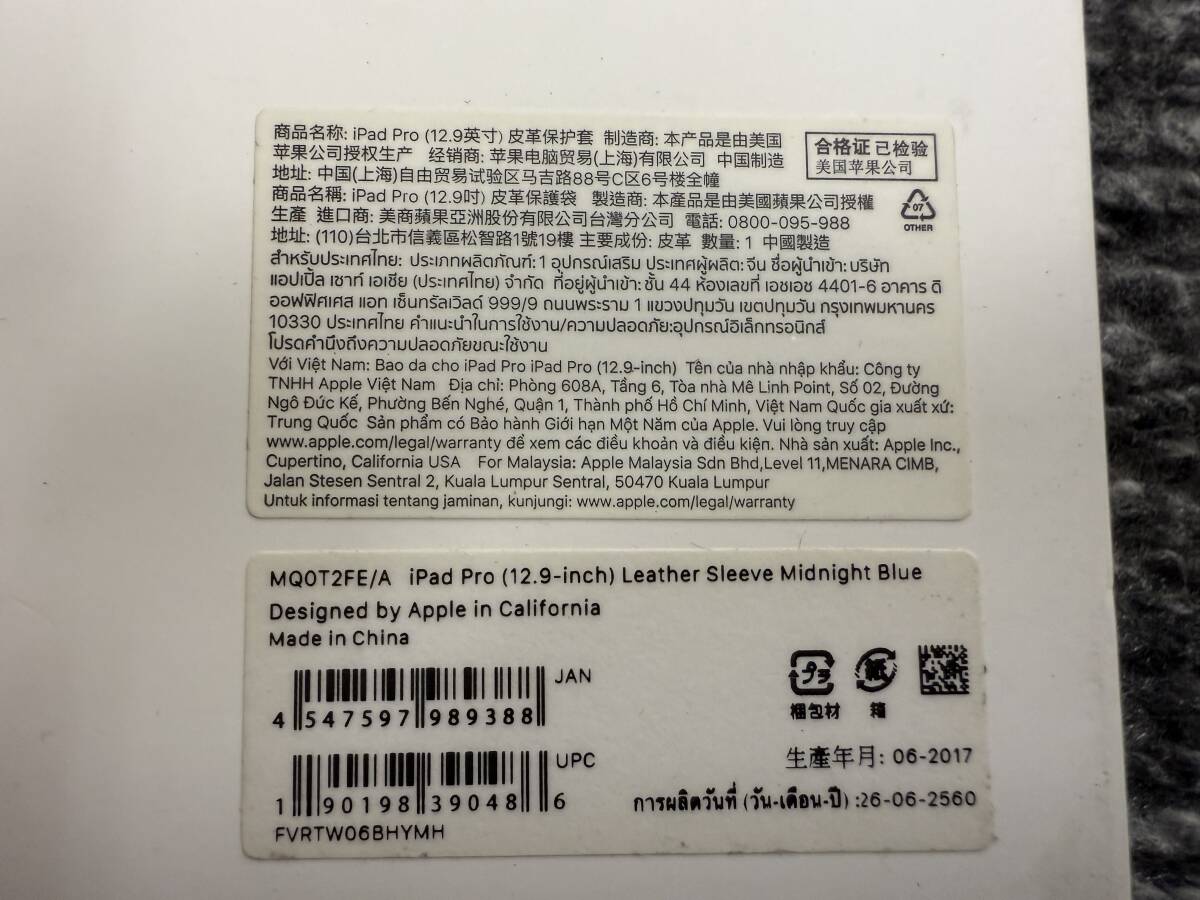 商品名称: iPad Pro (12.9英寸) 皮革保护套 制造商: 本产品是由美国
苹果公司授权生产 经销商: 苹果电脑贸易(上海)有限公司 中国制造
地址: 中国(上海)自由贸易试验区马吉路88号C区6号楼全幢
合格证 已检验
美国苹果公司
商品名稱: iPad Pro (12.9吋) 皮革保護袋 製造商: 本產品是由美國蘋果公司授權
生產 進口商: 美商蘋果亞洲股份有限公司台灣分公司 電話: 0800-095-988
地址: (110)台北市信義區松智路1號19樓 主要成份: 皮革 數量: 1 中國製造
07
OTHER
สำหรับประเทศไทย: ประเภทผลิตภัณฑ์: 1 อุปกรณ์เสริม ประเทศผู้ผลิต: จีน ชื่อผู้นำเข้า: บริษัท
แอปเปิ้ล เซาท์ เอเชีย (ประเทศไทย) จำกัด ที่อยู่ผู้นำเข้า: ชั้น 44 ห้องเลขที่ เอชเอช 4401-6 อาคาร ดิ
ออฟฟิศเศส แอท เซ็นทรัลเวิลด์ 999/9 ถนนพระราม 1 แขวงปทุมวัน เขตปทุมวัน กรุงเทพมหานคร
10330 ประเทศไทย คำแนะนำในการใช้งาน/ความปลอดภัย:อุปกรณ์อิเล็กทรอนิกส์
โปรดคำนึงถึงความปลอดภัยขณะใช้งาน
Với Việt Nam: Bao da cho iPad Pro iPad Pro (12.9-inch) Tên của nhà nhập khẩu: Công ty
TNHH Apple Việt Nam Địa chỉ: Phòng 608A, Tầng 6, Tòa nhà Mê Linh Point, Số 02, Đường
Ngô Đức Kế, Phường Bến Nghé, Quận 1, Thành phố Hồ Chí Minh, Việt Nam Quốc gia xuất xứ:
Trung Quốc Sản phẩm có Bảo hành Giới hạn Một Năm của Apple. Vui lòng truy cập
www.apple.com/legal/warranty để xem các điều khoản và điều kiện. Nhà sản xuất: Apple Inc.,
Cupertino, California USA For Malaysia: Apple Malaysia Sdn Bhd,Level 11,MENARA CIMB,
Jalan Stesen Sentral 2, Kuala Lumpur Sentral, 50470 Kuala Lumpur
Untuk informasi tentang jaminan, kunjungi: www.apple.com/legal/warranty
MQ0T2FE/A iPad Pro (12.9-inch) Leather Sleeve Midnight Blue
Designed by Apple in California
Made in China
JAN
4 547597 989388
プラ
梱包材
紙
箱
UPC
1 90198 39048 6
FVRTW06BHYMH
生產年月: 06-2017
การผลิตวันที่ (วัน-เดือน-ปี) :26-06-2560